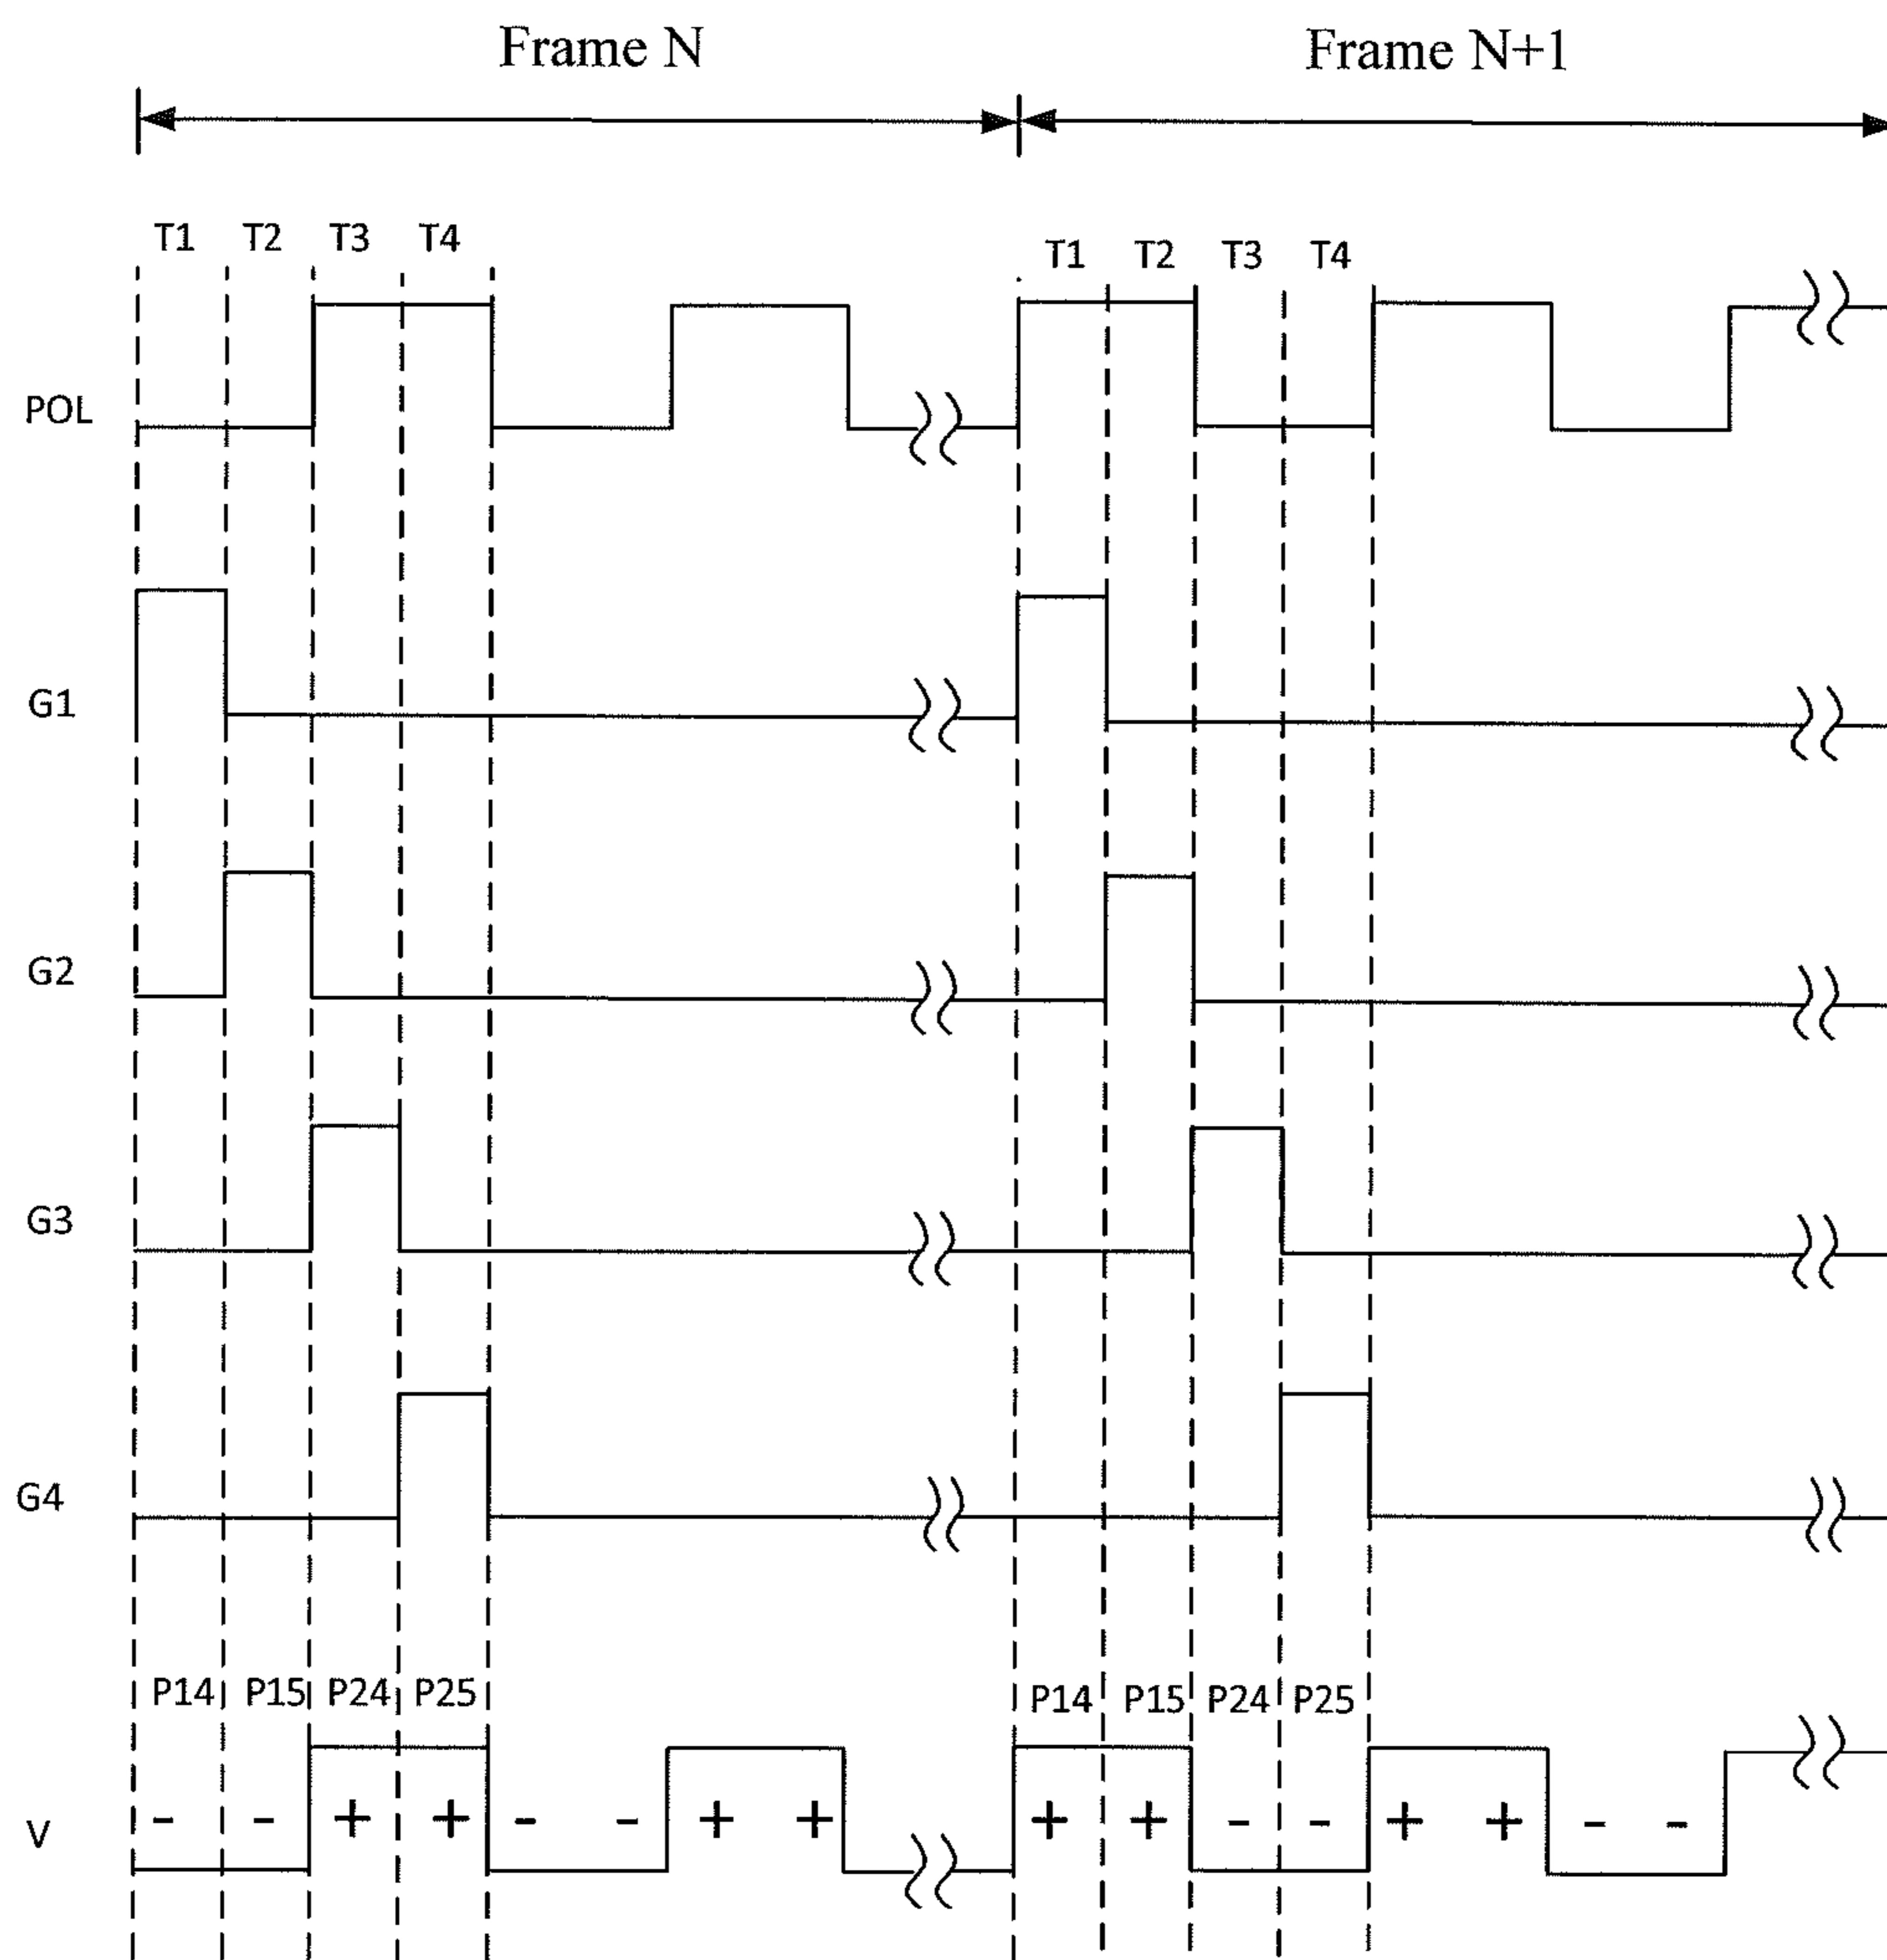 Frame N
Frame N+1
T1 T2 T3 T4
T1 T2 T3 T4
POL
G1
G2
G3
G4
P14 P15 P24 P25
P14 P15 P24 P25
V
- - + + - - + + + + - - + + - -